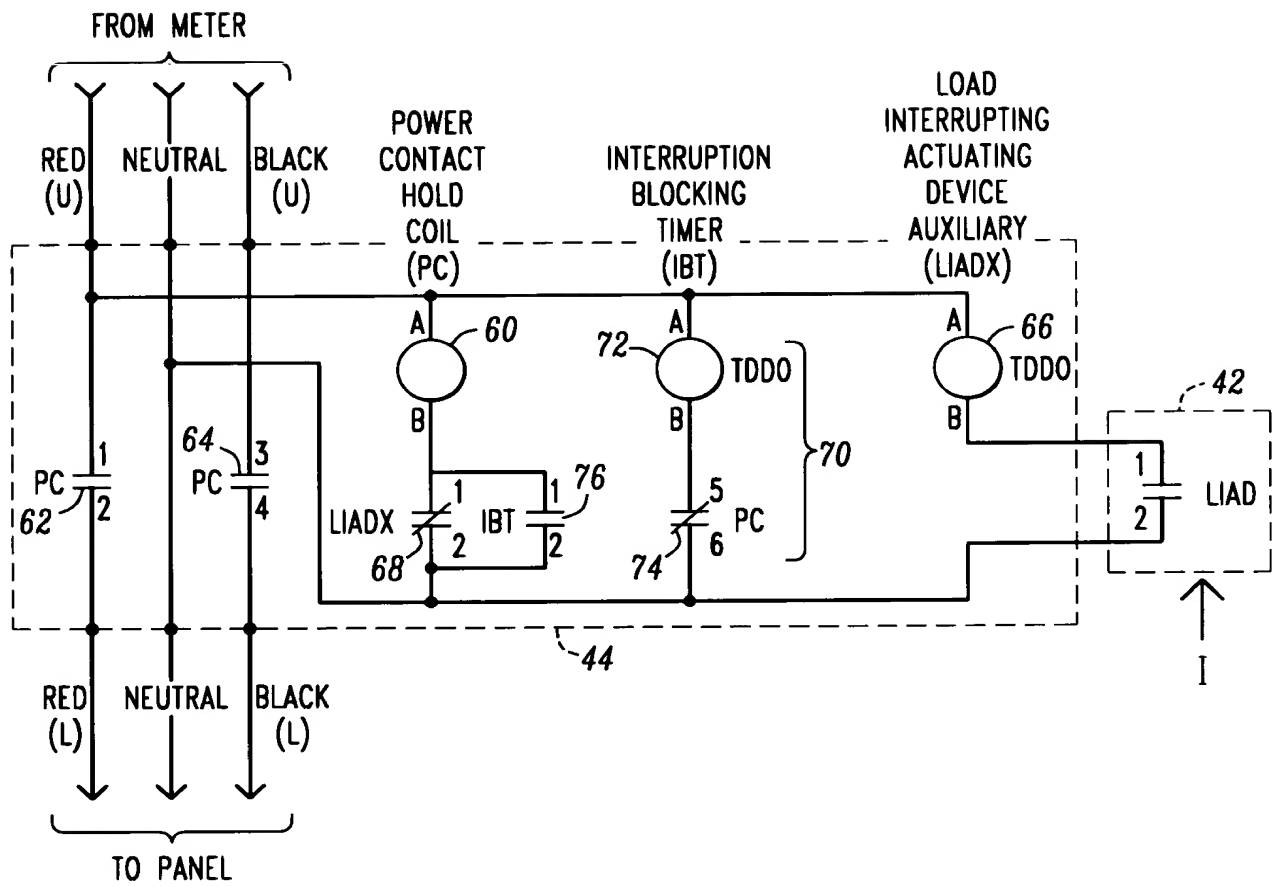 FROM METER
RED
(U)
NEUTRAL
BLACK
(U)
POWER
CONTACT
HOLD
COIL
(PC)
INTERRUPTION
BLOCKING
TIMER
(IBT)
LOAD
INTERRUPTING
ACTUATING
DEVICE
AUXILIARY
(LIADX)
A
60
B
72
A
TDDO
B
70
A
66
TDDO
B
42
1
PC
62
2
64
3
PC
4
LIADX
1
2
68
IBT
1
2
76
5
PC
6
74
1
LIAD
2
44
I
RED
(L)
NEUTRAL
BLACK
(L)
TO PANEL